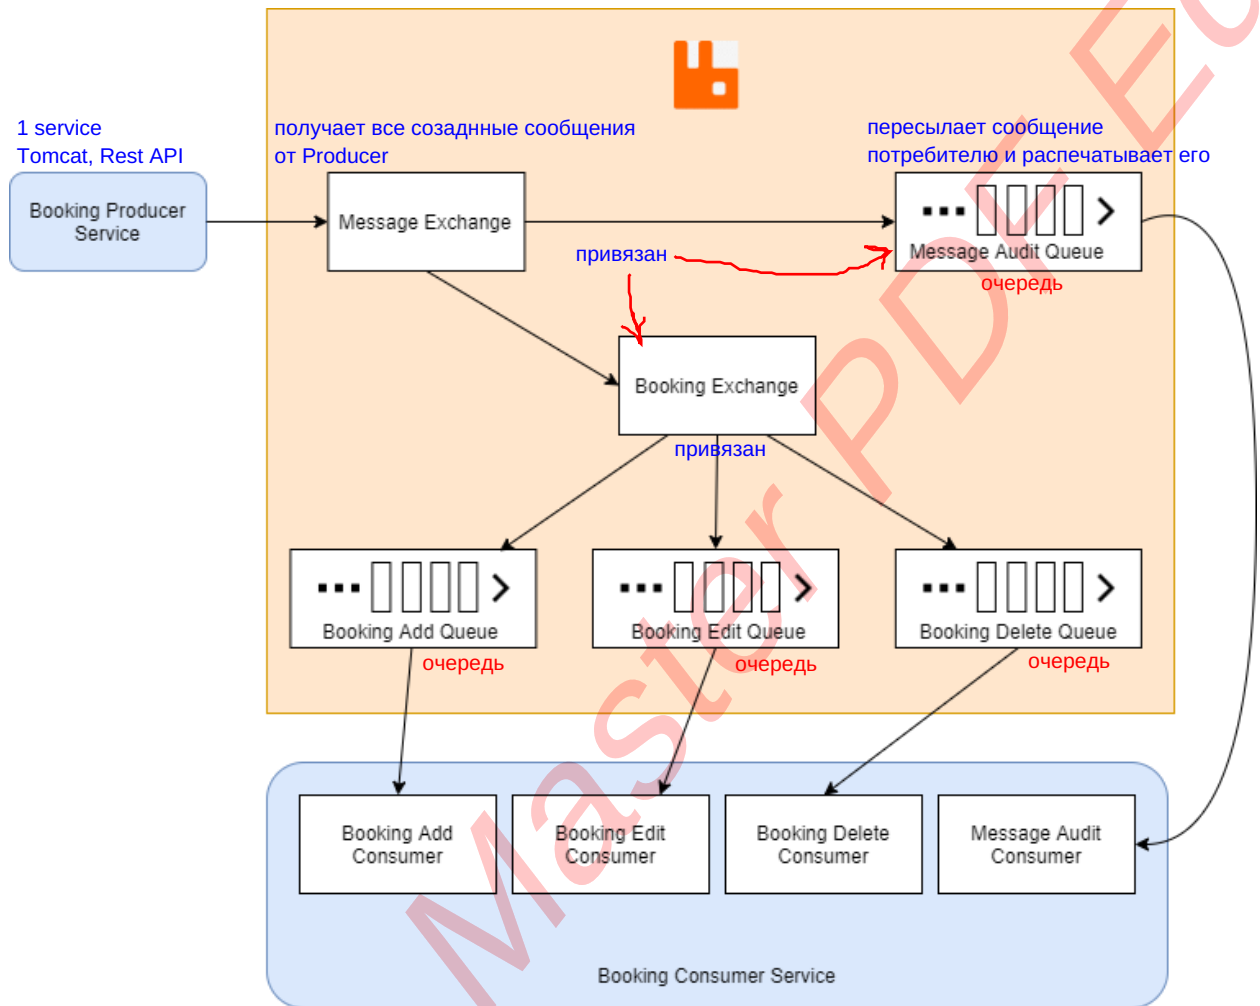 1 service
Tomcat, Rest API
получает все созаднные сообщения
от Producer
пересылает сообщение
потребителю и распечатывает его
Booking Producer
Service
Message Exchange
Message Audit Queue
привязан
очередь
Booking Exchange
привязан
Booking Add Queue
Booking Edit Queue
Booking Delete Queue
очередь
очередь
очередь
Booking Add
Consumer
Booking Edit
Consumer
Booking Delete
Consumer
Message Audit
Consumer
Booking Consumer Service
Master PDF Ed